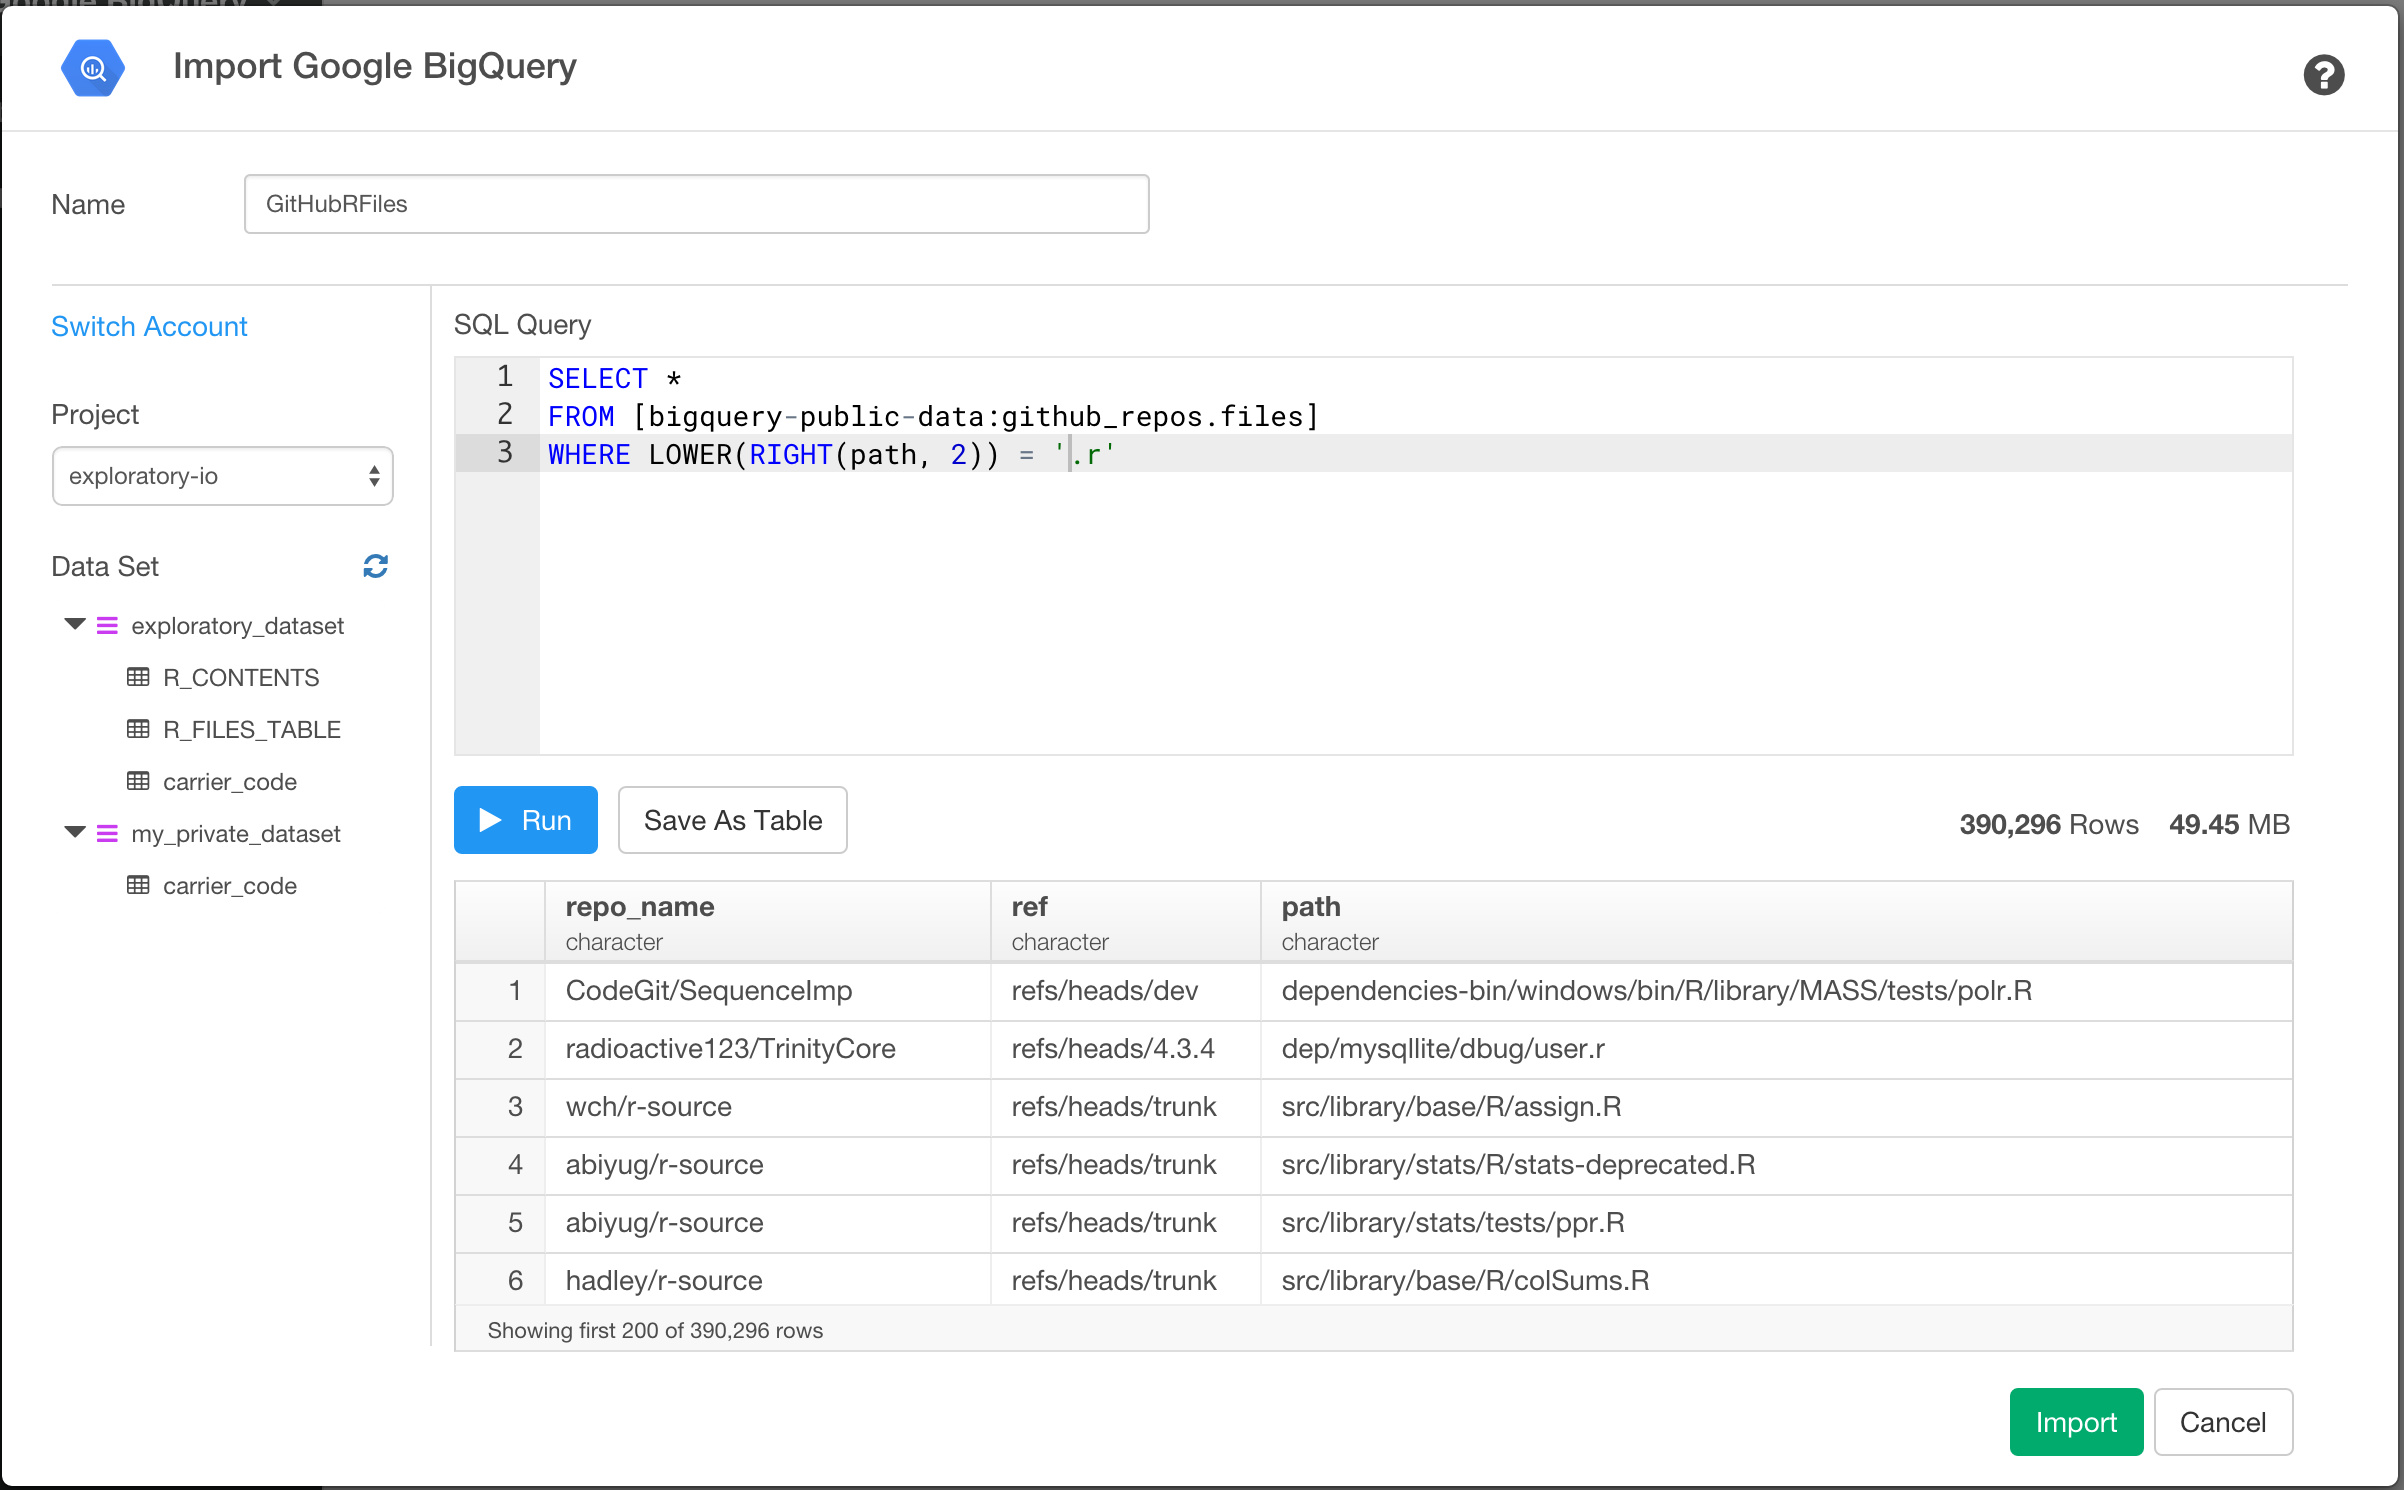 Google BigQuery
Import Google BigQuery
?
Name
GitHubRFiles
Switch Account
Project
exploratory-io
Data Set
exploratory_dataset
R_CONTENTS
R_FILES_TABLE
carrier_code
my_private_dataset
carrier_code
SQL Query
1 SELECT *
2 FROM [bigquery-public-data:github_repos.files]
3 WHERE LOWER(RIGHT(path, 2)) = '.r'
Run
Save As Table
390,296 Rows 49.45 MB
repo_name ref path
character character character
1 CodeGit/SequenceImp refs/heads/dev dependencies-bin/windows/bin/R/library/MASS/tests/polr.R
2 radioactive123/TrinityCore refs/heads/4.3.4 dep/mysqllite/dbug/user.r
3 wch/r-source refs/heads/trunk src/library/base/R/assign.R
4 abiyug/r-source refs/heads/trunk src/library/stats/R/stats-deprecated.R
5 abiyug/r-source refs/heads/trunk src/library/stats/tests/ppr.R
6 hadley/r-source refs/heads/trunk src/library/base/R/colSums.R
Showing first 200 of 390,296 rows
Import
Cancel